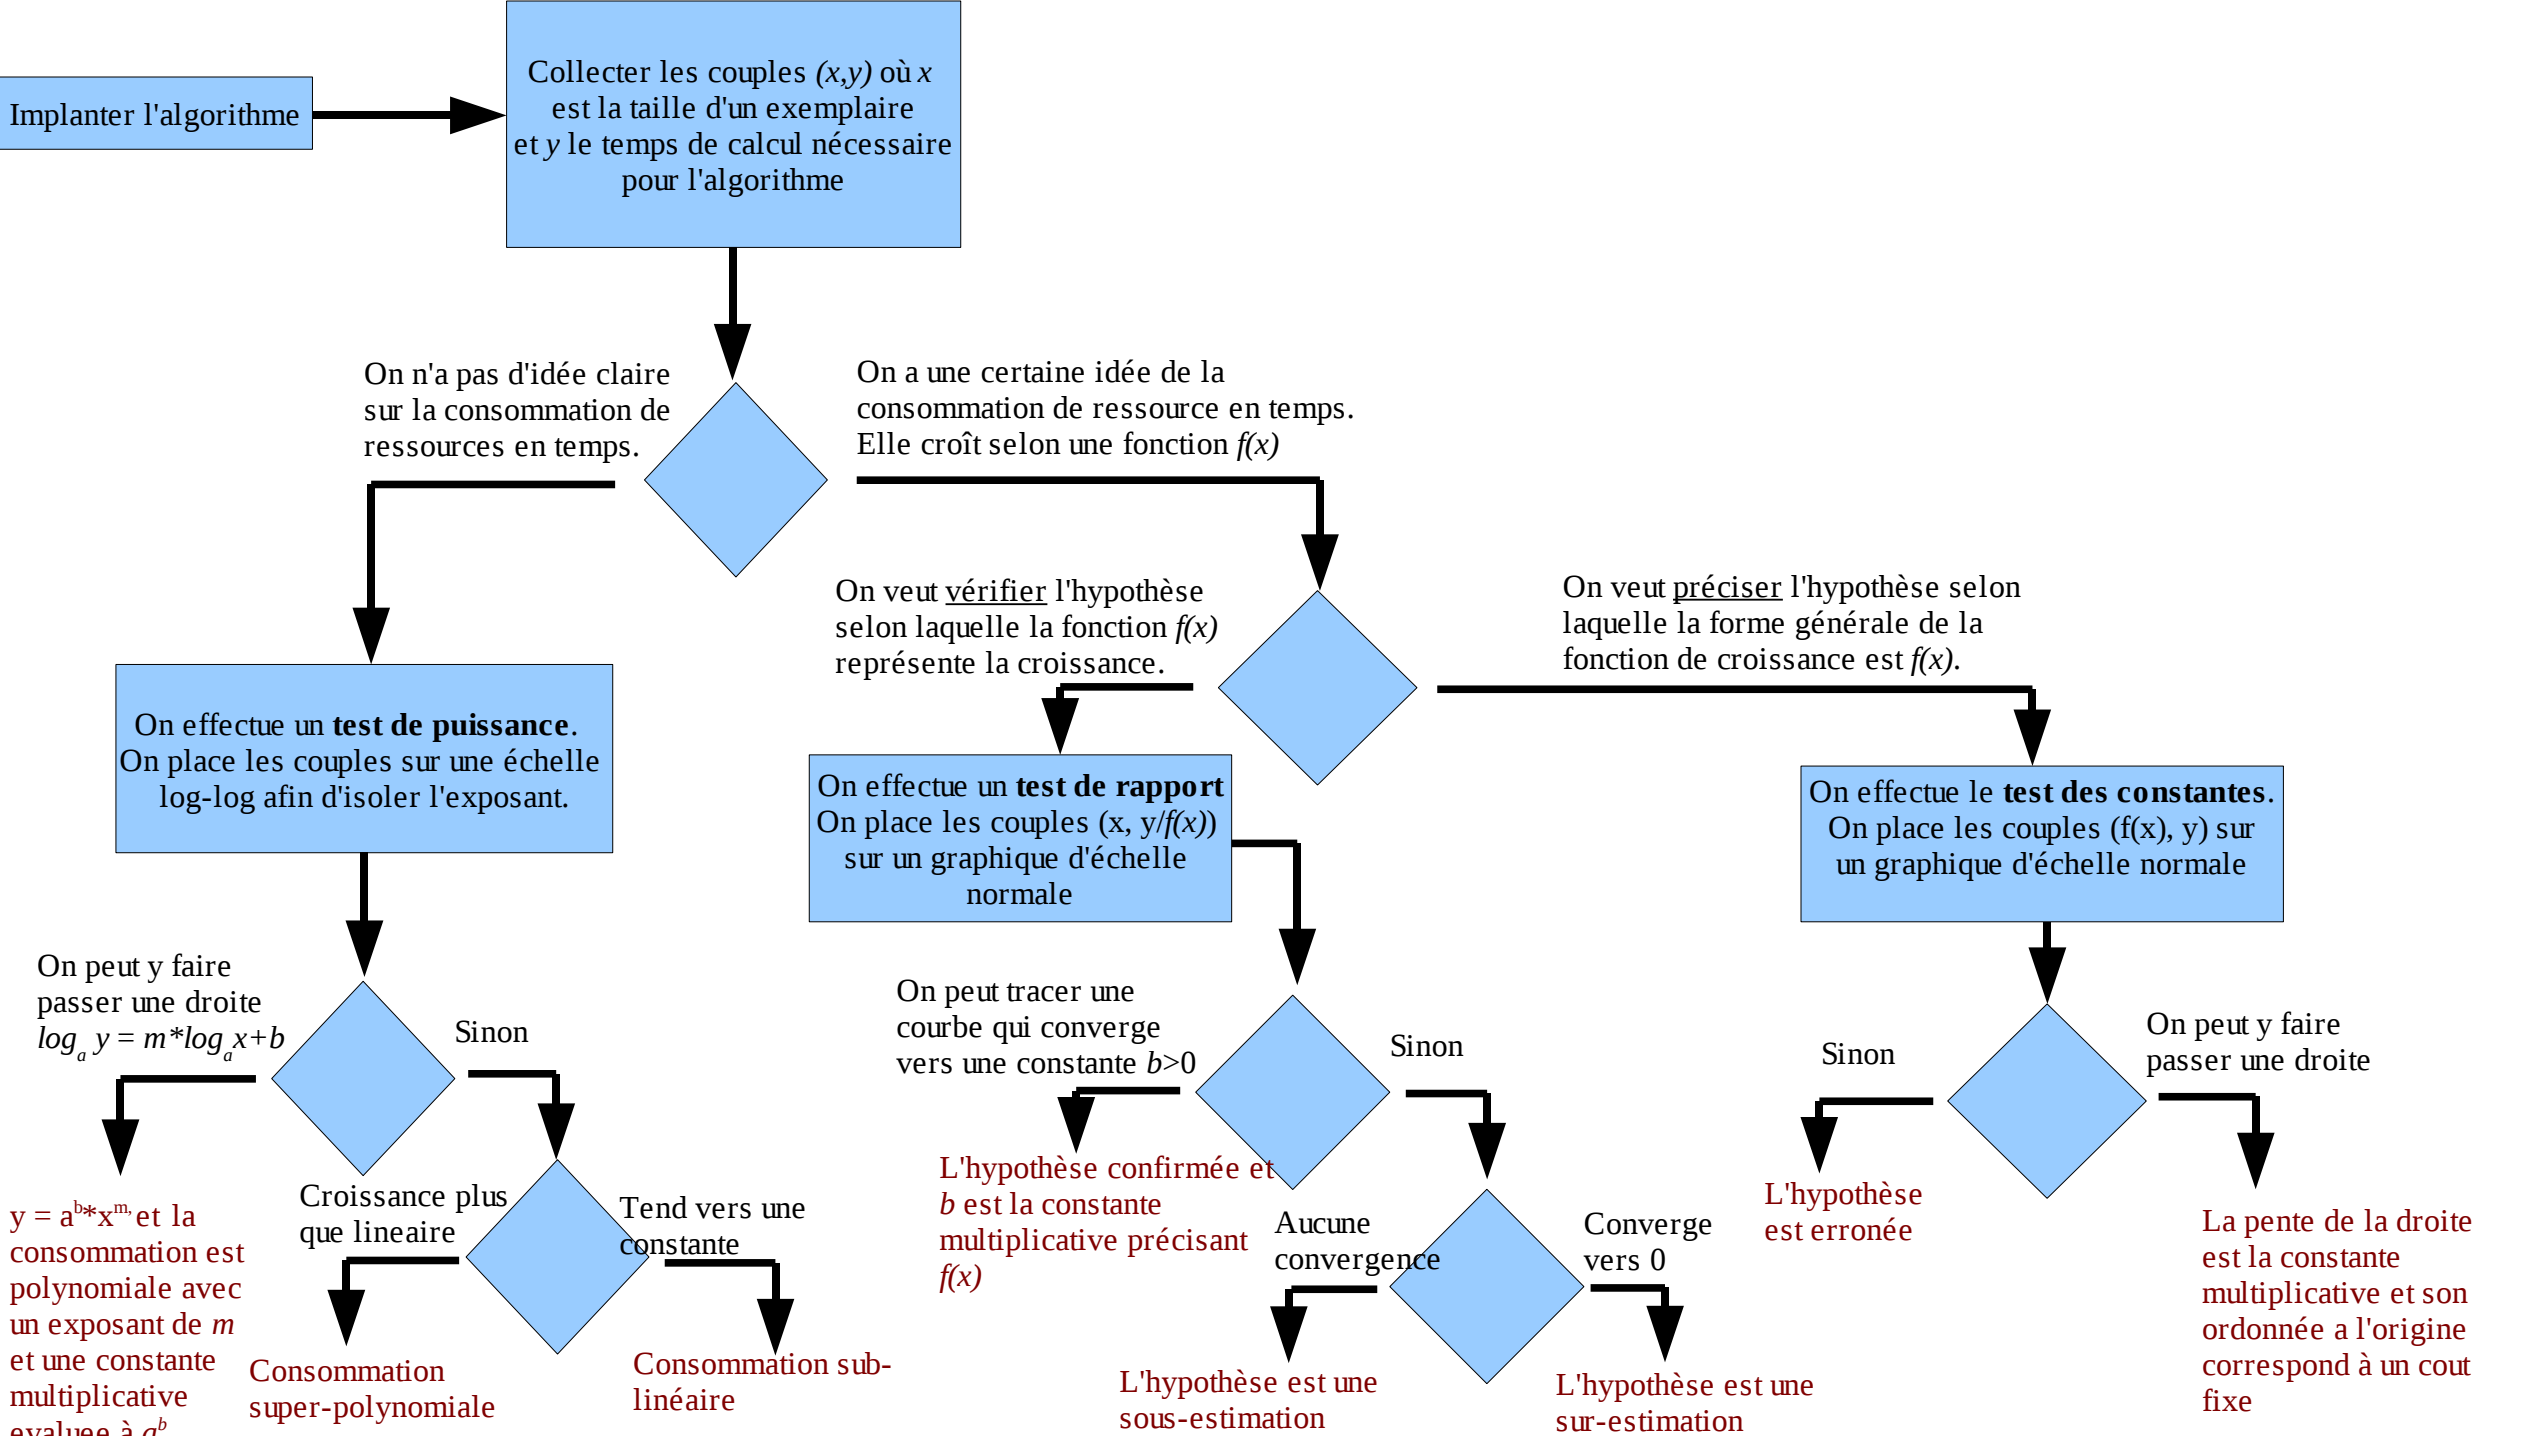 Implanter l'algorithme
Collecter les couples (x,y) où x
est la taille d'un exemplaire
et y le temps de calcul nécessaire
pour l'algorithme
On n'a pas d'idée claire
sur la consommation de
ressources en temps.
On a une certaine idée de la
consommation de ressource en temps.
Elle croît selon une fonction f(x)
On veut vérifier l'hypothèse
selon laquelle la fonction f(x)
représente la croissance.
On veut préciser l'hypothèse selon
laquelle la forme générale de la
fonction de croissance est f(x).
On effectue un test de puissance.
On place les couples sur une échelle
log-log afin d'isoler l'exposant.
On effectue un test de rapport
On place les couples (x, y/f(x))
sur un graphique d'échelle
normale
On effectue le test des constantes.
On place les couples (f(x), y) sur
un graphique d'échelle normale
On peut y faire
passer une droite
logₐ y = m*logₐx+b
Sinon
On peut tracer une
courbe qui converge
vers une constante b>0
Sinon
Sinon
On peut y faire
passer une droite
y = aᵇ*xᵐ, et la
consommation est
polynomiale avec
un exposant de m
et une constante
multiplicative
evaluee à aᵇ
Croissance plus
que lineaire
Tend vers une
constante
Consommation
super-polynomiale
Consommation sub-
linéaire
L'hypothèse confirmée et
b est la constante
multiplicative précisant
f(x)
Aucune
convergence
Converge
vers 0
L'hypothèse est une
sous-estimation
L'hypothèse est une
sur-estimation
L'hypothèse
est erronée
La pente de la droite
est la constante
multiplicative et son
ordonnée a l'origine
correspond à un cout
fixe